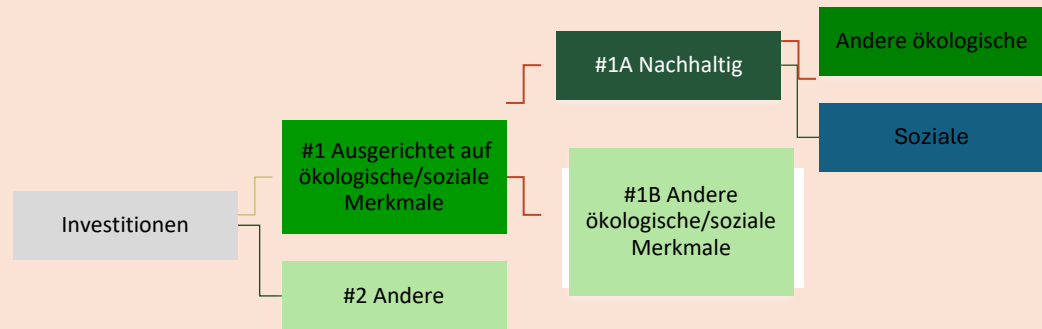 Andere ökologische
#1A Nachhaltig
Soziale
#1 Ausgerichtet auf
ökologische/soziale
Merkmale
#1B Andere
ökologische/soziale
Merkmale
Investitionen
#2 Andere